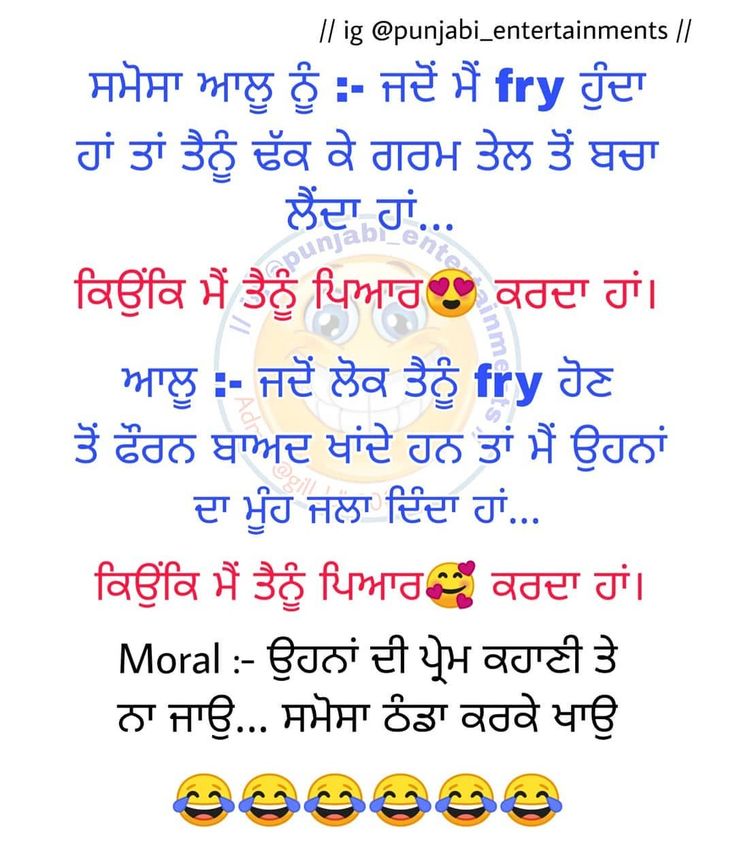 // ig @punjabi_entertainments //
ਸਮੋਸਾ ਆਲੂ ਨੂੰ :- ਜਦੋਂ ਮੈਂ fry ਹੁੰਦਾ
ਹਾਂ ਤਾਂ ਤੈਨੂੰ ਢੱਕ ਕੇ ਗਰਮ ਤੇਲ ਤੋਂ ਬਚਾ
ਲੈਂਦਾ ਹਾਂ...
ਕਿਉਂਕਿ ਮੈਂ ਤੈਨੂੰ ਪਿਆਰ😍 ਕਰਦਾ ਹਾਂ।
ਆਲੂ :- ਜਦੋਂ ਲੋਕ ਤੈਨੂੰ fry ਹੋਣ
ਤੋਂ ਫੌਰਨ ਬਾਅਦ ਖਾਂਦੇ ਹਨ ਤਾਂ ਮੈਂ ਉਹਨਾਂ
ਦਾ ਮੂੰਹ ਜਲਾ ਦਿੰਦਾ ਹਾਂ...
ਕਿਉਂਕਿ ਮੈਂ ਤੈਨੂੰ ਪਿਆਰ🥰 ਕਰਦਾ ਹਾਂ।
Moral :- ਉਹਨਾਂ ਦੀ ਪ੍ਰੇਮ ਕਹਾਣੀ ਤੇ
ਨਾ ਜਾਉ... ਸਮੋਸਾ ਠੰਡਾ ਕਰਕੇ ਖਾਉ
😂😂😂😂😂😂